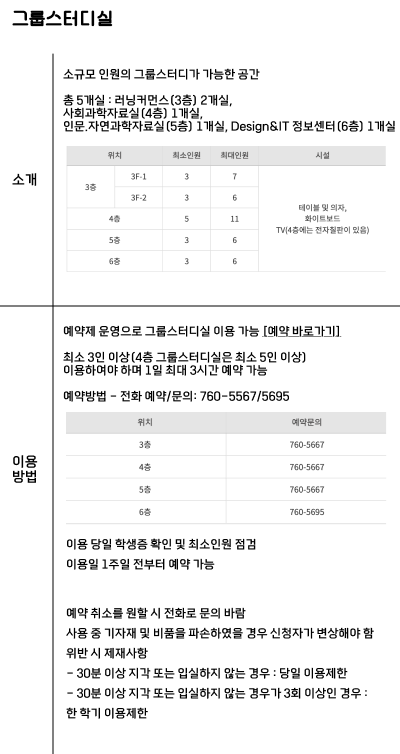 그룹스터디실
소개
소규모 인원의 그룹스터디가 가능한 공간
총 5개실 : 러닝커먼스(3층) 2개실,
사회과학자료실(4층) 1개실,
인문.자연과학자료실(5층) 1개실, Design&IT 정보센터(6층) 1개실
위치 최소인원 최대인원 시설
3층 3F-1 3 7
3F-2 3 6
4층 5 11
5층 3 6
6층 3 6
테이블 및 의자,
화이트보드
TV(4층에는 전자칠판이 있음)
이용
방법
예약제 운영으로 그룹스터디실 이용 가능 [예약 바로가기]
최소 3인 이상(4층 그룹스터디실은 최소 5인 이상)
이용하여야 하며 1일 최대 3시간 예약 가능
예약방법 - 전화 예약/문의: 760-5567/5695
위치 예약문의
3층 760-5667
4층 760-5667
5층 760-5667
6층 760-5695
이용 당일 학생증 확인 및 최소인원 점검
이용일 1주일 전부터 예약 가능
예약 취소를 원할 시 전화로 문의 바람
사용 중 기자재 및 비품을 파손하였을 경우 신청자가 변상해야 함
위반 시 제재사항
- 30분 이상 지각 또는 입실하지 않는 경우 : 당일 이용제한
- 30분 이상 지각 또는 입실하지 않는 경우가 3회 이상인 경우 :
한 학기 이용제한